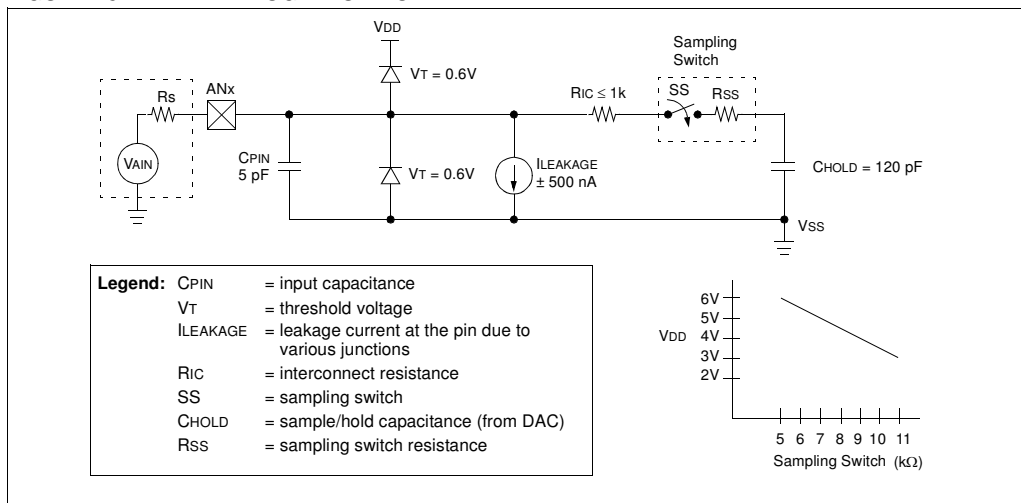 VDD
Sampling
Switch
VT = 0.6V
ANx
RIC ≤ 1k
SS
RSS
Rs
VAIN
CPIN
5 pF
VT = 0.6V
ILEAKAGE
± 500 nA
CHOLD = 120 pF
VSS
Legend: CPIN = input capacitance
VT = threshold voltage
ILEAKAGE = leakage current at the pin due to
various junctions
RIC = interconnect resistance
SS = sampling switch
CHOLD = sample/hold capacitance (from DAC)
RSS = sampling switch resistance
6V
5V
VDD 4V
3V
2V
5 6 7 8 9 10 11
Sampling Switch (kΩ)